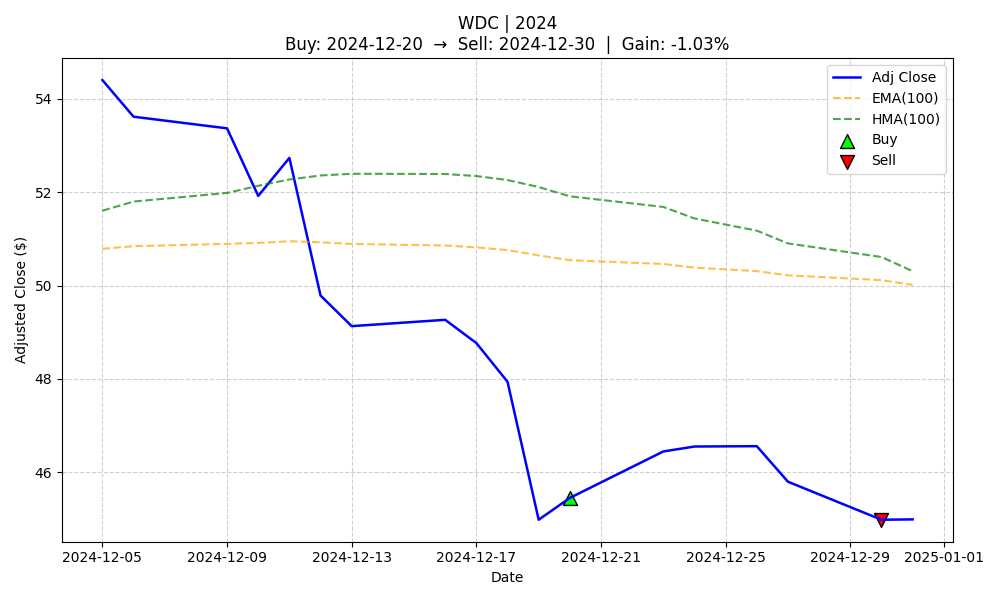 WDC | 2024
Buy: 2024-12-20 → Sell: 2024-12-30 | Gain: -1.03%
Adj Close
EMA(100)
HMA(100)
Buy
Sell
Adjusted Close ($)
54
52
50
48
46
2024-12-05 2024-12-09 2024-12-13 2024-12-17 2024-12-21 2024-12-25 2024-12-29 2025-01-01
Date